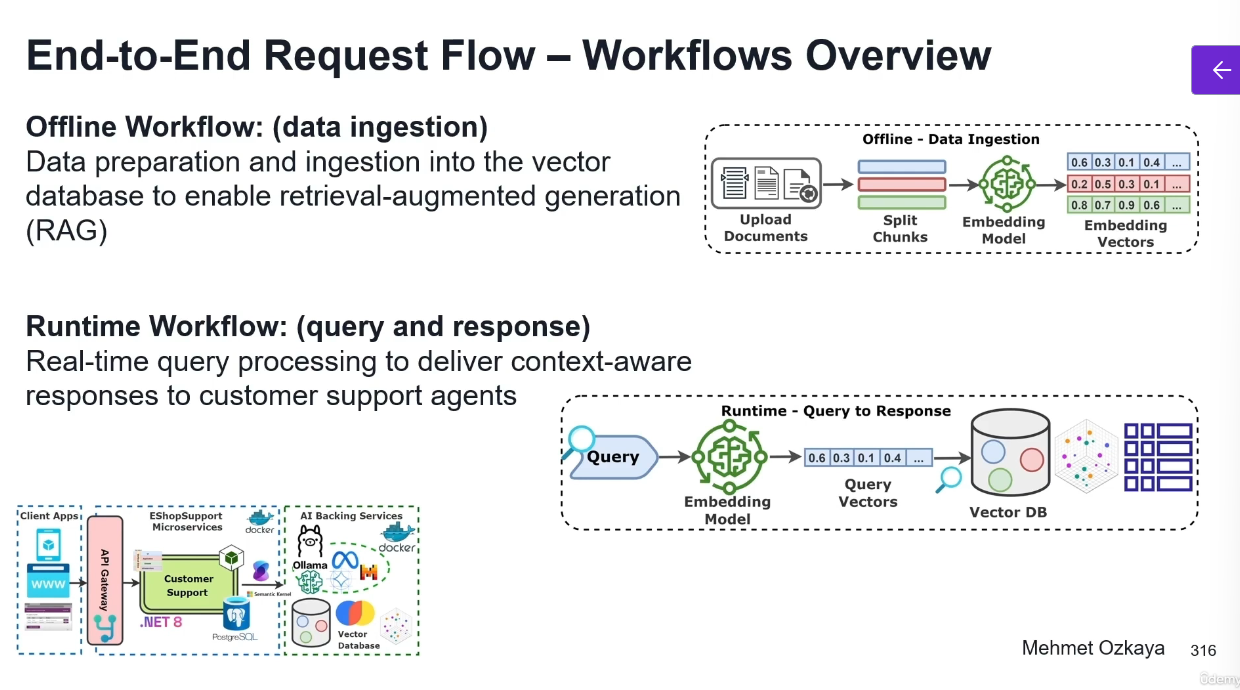 End-to-End Request Flow – Workflows Overview
Offline Workflow: (data ingestion)
Data preparation and ingestion into the vector
database to enable retrieval-augmented generation
(RAG)
Offline - Data Ingestion
Upload
Documents
Split
Chunks
Embedding
Model
0.6 0.3 0.1 0.4 ...
0.2 0.5 0.3 0.1 ...
0.8 0.7 0.9 0.6 ...
Embedding
Vectors
Runtime Workflow: (query and response)
Real-time query processing to deliver context-aware
responses to customer support agents
Runtime - Query to Response
Query
Embedding
Model
0.6 0.3 0.1 0.4 ...
Query
Vectors
Vector DB
Client Apps
WWW
API Gateway
EShopSupport
Microservices
docker
Customer
Support
.NET 8
PostgreSQL
Semantic Kernel
AI Backing Services
docker
Ollama
Vector
Database
Mehmet Ozkaya
316
ûdemy